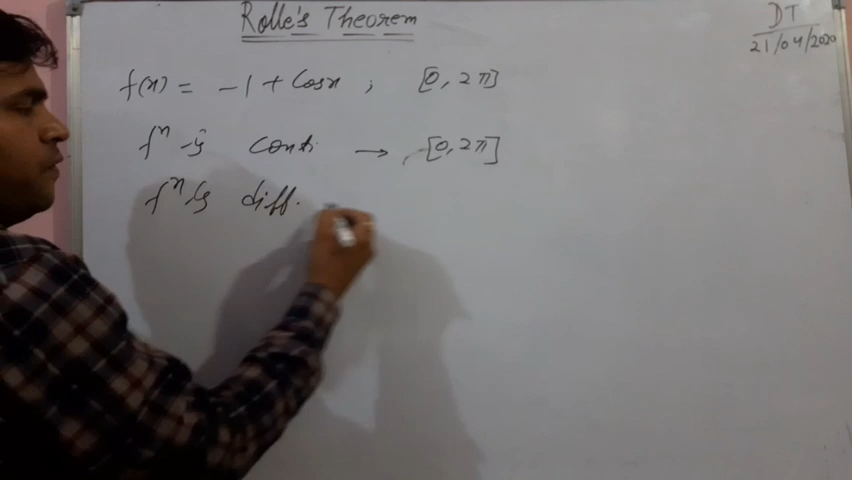 Rolle's Theorem
DT
21/04/2020
f(x) = -1 + Cosx ; [0, 2π]
fⁿ is conti → [0, 2π]
fⁿ is diff.